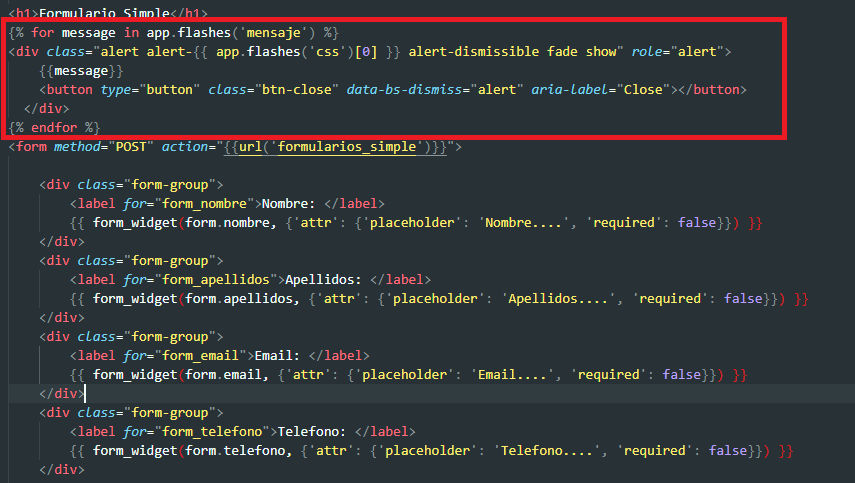 <h1>Formulario Simple</h1>
{% for message in app.flashes('mensaje') %}
<div class="alert alert-{{ app.flashes('css')[0] }} alert-dismissible fade show" role="alert">
{{message}}
<button type="button" class="btn-close" data-bs-dismiss="alert" aria-label="Close"></button>
</div>
{% endfor %}
<form method="POST" action="{{url('formularios_simple')}}">
<div class="form-group">
<label for="form_nombre">Nombre: </label>
{{ form_widget(form.nombre, {'attr': {'placeholder': 'Nombre....', 'required': false}}) }}
</div>
<div class="form-group">
<label for="form_apellidos">Apellidos: </label>
{{ form_widget(form.apellidos, {'attr': {'placeholder': 'Apellidos....', 'required': false}}) }}
</div>
<div class="form-group">
<label for="form_email">Email: </label>
{{ form_widget(form.email, {'attr': {'placeholder': 'Email....', 'required': false}}) }}
</div>
<div class="form-group">
<label for="form_telefono">Telefono: </label>
{{ form_widget(form.telefono, {'attr': {'placeholder': 'Telefono....', 'required': false}}) }}
</div>